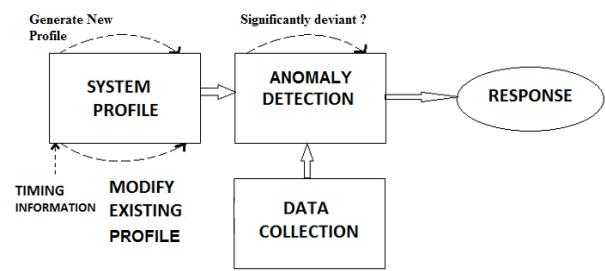 Generate New
Profile
Significantly deviant ?
SYSTEM
PROFILE
ANOMALY
DETECTION
RESPONSE
TIMING
INFORMATION
MODIFY
EXISTING
PROFILE
DATA
COLLECTION